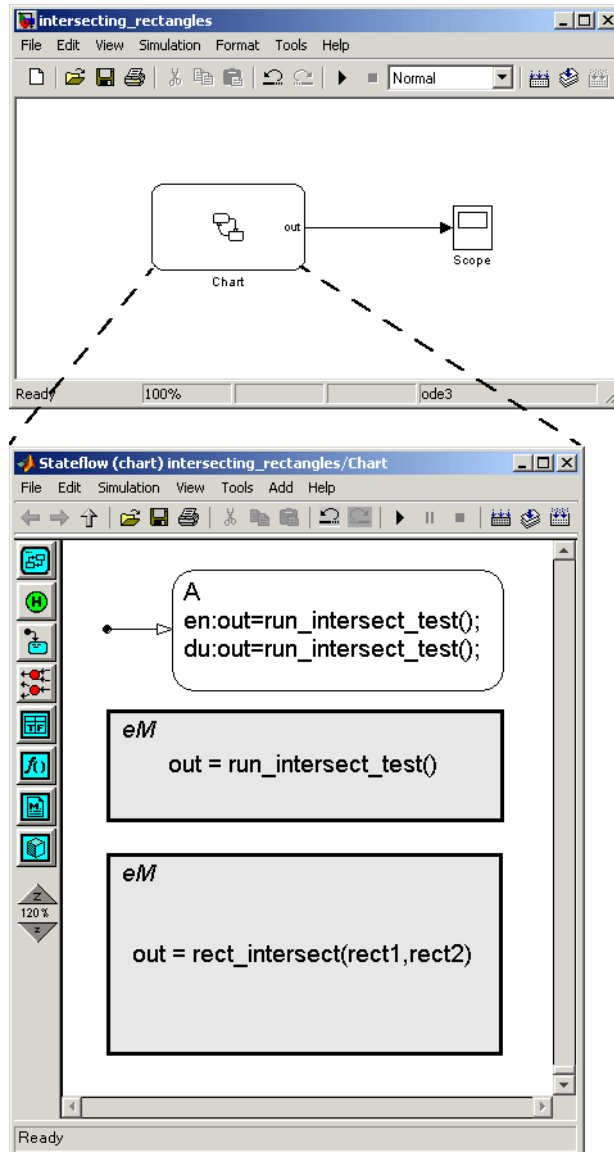 intersecting_rectangles
File Edit View Simulation Format Tools Help
Normal
out
Chart
Scope
Ready 100% ode3
Stateflow (chart) intersecting_rectangles/Chart
File Edit Simulation View Tools Add Help
A
en:out=run_intersect_test();
du:out=run_intersect_test();
eM
out = run_intersect_test()
eM
out = rect_intersect(rect1,rect2)
H
TF
f()
M
Z
120%
z
Ready